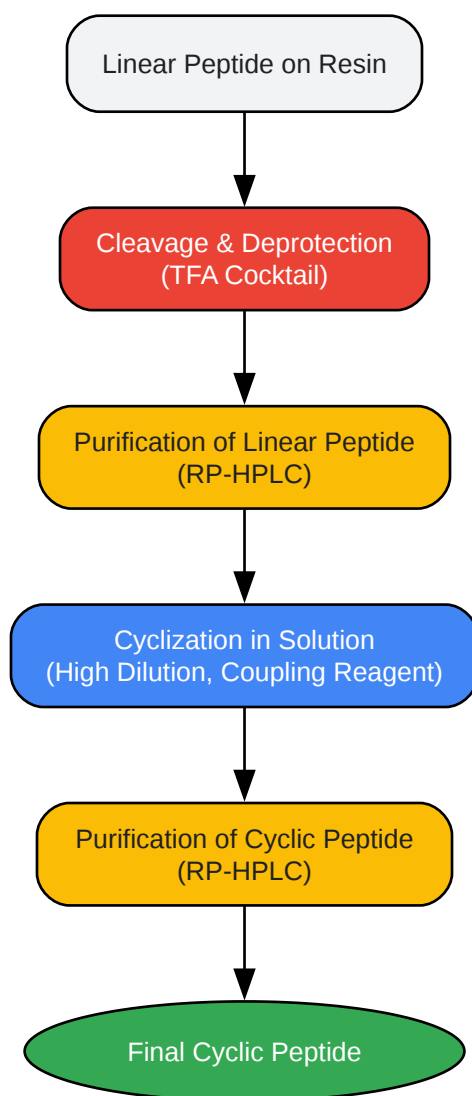 Linear Peptide on Resin
Cleavage & Deprotection
(TFA Cocktail)
Purification of Linear Peptide
(RP-HPLC)
Cyclization in Solution
(High Dilution, Coupling Reagent)
Purification of Cyclic Peptide
(RP-HPLC)
Final Cyclic Peptide